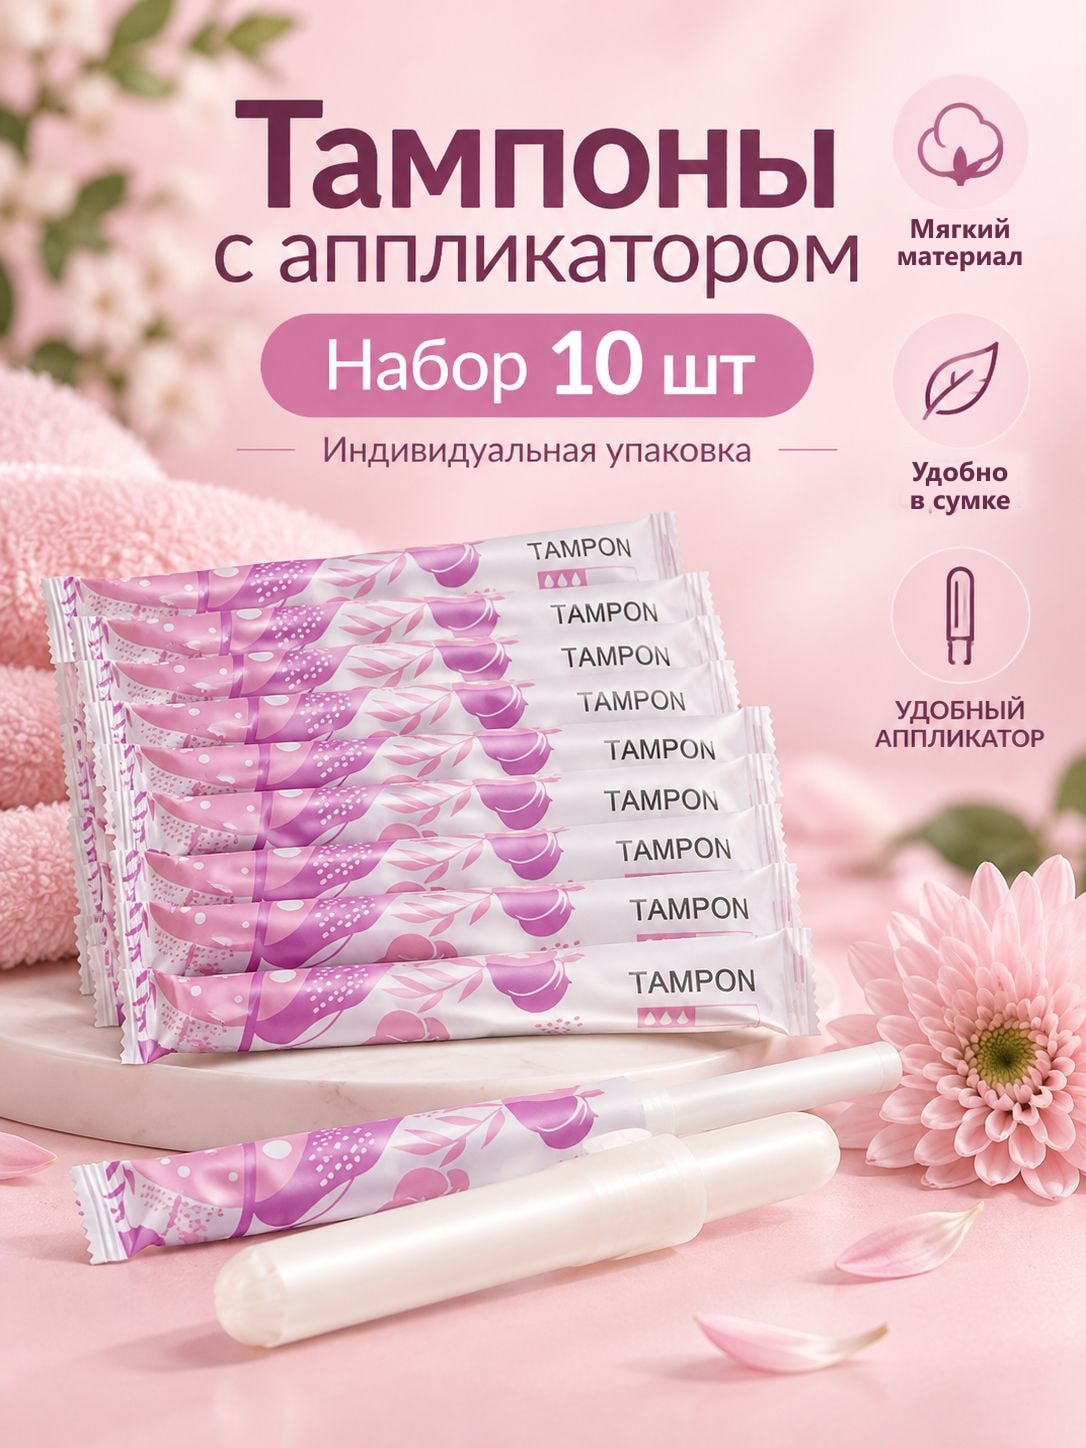 Тампоны
с аппликатором
Набор 10 шт
Индивидуальная упаковка
Мягкий
материал
Удобно
в сумке
УДОБНЫЙ
АППЛИКАТОР
TAMPON
TAMPON
TAMPON
TAMPON
TAMPON
TAMPON
TAMPON
TAMPON
TAMPON